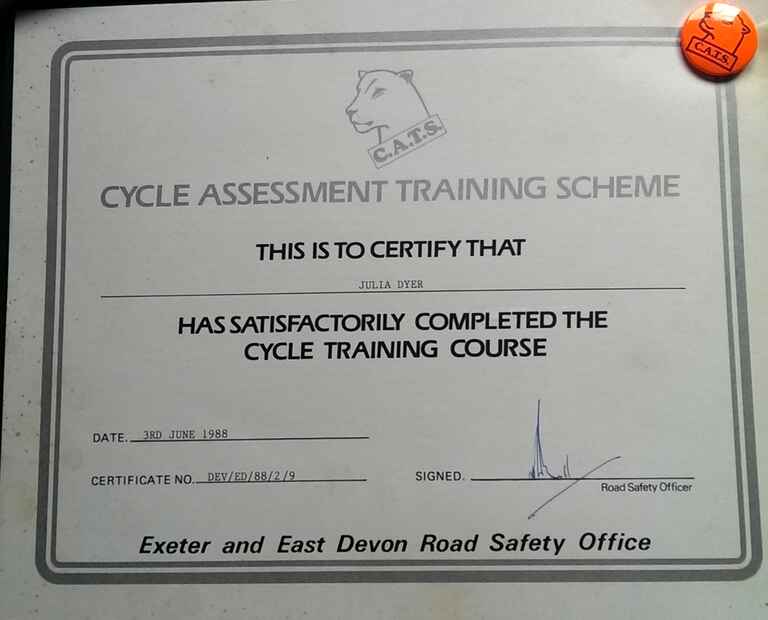 C.A.T.S.
C.A.T.S.
CYCLE ASSESSMENT TRAINING SCHEME
THIS IS TO CERTIFY THAT
JULIA DYER
HAS SATISFACTORILY COMPLETED THE
CYCLE TRAINING COURSE
DATE. 3RD JUNE 1988
CERTIFICATE NO. DEV/ED/88/2/9
SIGNED.
Road Safety Officer
Exeter and East Devon Road Safety Office